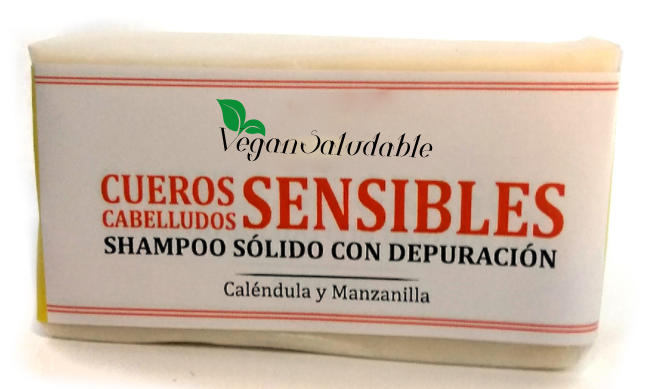 VeganSaludable
CUEROS
CABELLUDOS SENSIBLES
SHAMPOO SÓLIDO CON DEPURACIÓN
Caléndula y Manzanilla